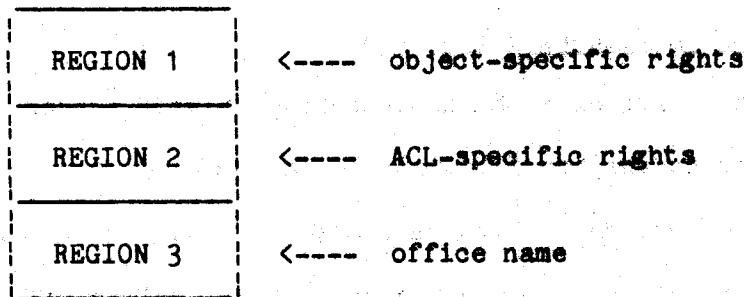 REGION 1 <---- object-specific rights
REGION 2 <---- ACL-specific rights
REGION 3 <---- office name